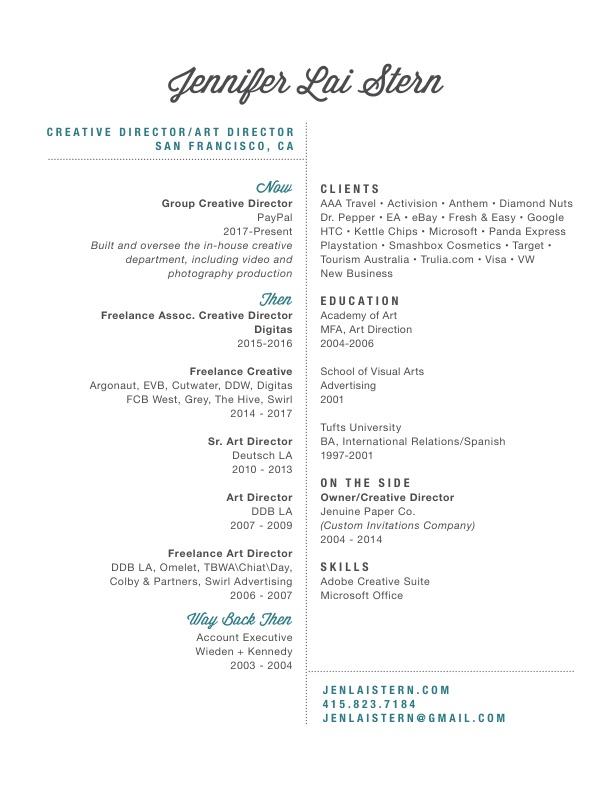 Jennifer Lai Stern
CREATIVE DIRECTOR/ART DIRECTOR
SAN FRANCISCO, CA
Now
Group Creative Director
PayPal
2017-Present
Built and oversee the in-house creative
department, including video and
photography production
Then
Freelance Assoc. Creative Director
Digitas
2015-2016
Freelance Creative
Argonaut, EVB, Cutwater, DDW, Digitas
FCB West, Grey, The Hive, Swirl
2014 - 2017
Sr. Art Director
Deutsch LA
2010 - 2013
Art Director
DDB LA
2007 - 2009
Freelance Art Director
DDB LA, Omelet, TBWA\Chiat\Day,
Colby & Partners, Swirl Advertising
2006 - 2007
Way Back Then
Account Executive
Wieden + Kennedy
2003 - 2004
CLIENTS
AAA Travel • Activision • Anthem • Diamond Nuts
Dr. Pepper • EA • eBay • Fresh & Easy • Google
HTC • Kettle Chips • Microsoft • Panda Express
Playstation • Smashbox Cosmetics • Target •
Tourism Australia • Trulia.com • Visa • VW
New Business
EDUCATION
Academy of Art
MFA, Art Direction
2004-2006
School of Visual Arts
Advertising
2001
Tufts University
BA, International Relations/Spanish
1997-2001
ON THE SIDE
Owner/Creative Director
Jenuine Paper Co.
(Custom Invitations Company)
2004 - 2014
SKILLS
Adobe Creative Suite
Microsoft Office
JENLAISTERN.COM
415.823.7184
JENLAISTERN@GMAIL.COM